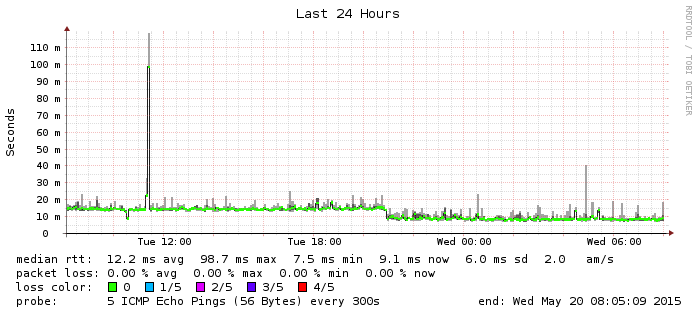 Last 24 Hours
RRDTOOL / TOBI OETIKER
Seconds
110 m
100 m
90 m
80 m
70 m
60 m
50 m
40 m
30 m
20 m
10 m
0
Tue 12:00 Tue 18:00 Wed 00:00 Wed 06:00
median rtt: 12.2 ms avg 98.7 ms max 7.5 ms min 9.1 ms now 6.0 ms sd 2.0 am/s
packet loss: 0.00 % avg 0.00 % max 0.00 % min 0.00 % now
loss color: 0 1/5 2/5 3/5 4/5
probe: 5 ICMP Echo Pings (56 Bytes) every 300s end: Wed May 20 08:05:09 2015